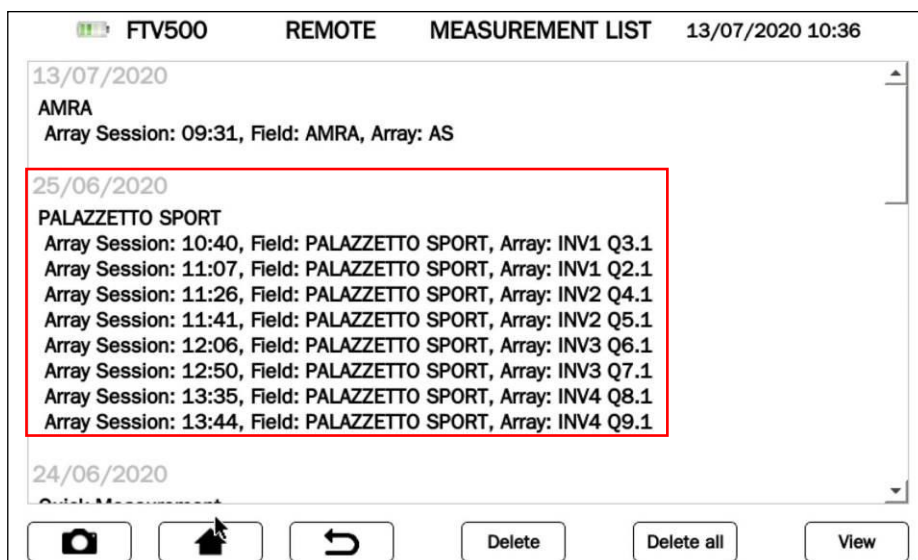 FTV500 REMOTE MEASUREMENT LIST 13/07/2020 10:36
13/07/2020
AMRA
Array Session: 09:31, Field: AMRA, Array: AS
25/06/2020
PALAZZETTO SPORT
Array Session: 10:40, Field: PALAZZETTO SPORT, Array: INV1 Q3.1
Array Session: 11:07, Field: PALAZZETTO SPORT, Array: INV1 Q2.1
Array Session: 11:26, Field: PALAZZETTO SPORT, Array: INV2 Q4.1
Array Session: 11:41, Field: PALAZZETTO SPORT, Array: INV2 Q5.1
Array Session: 12:06, Field: PALAZZETTO SPORT, Array: INV3 Q6.1
Array Session: 12:50, Field: PALAZZETTO SPORT, Array: INV3 Q7.1
Array Session: 13:35, Field: PALAZZETTO SPORT, Array: INV4 Q8.1
Array Session: 13:44, Field: PALAZZETTO SPORT, Array: INV4 Q9.1
24/06/2020
Delete Delete all View